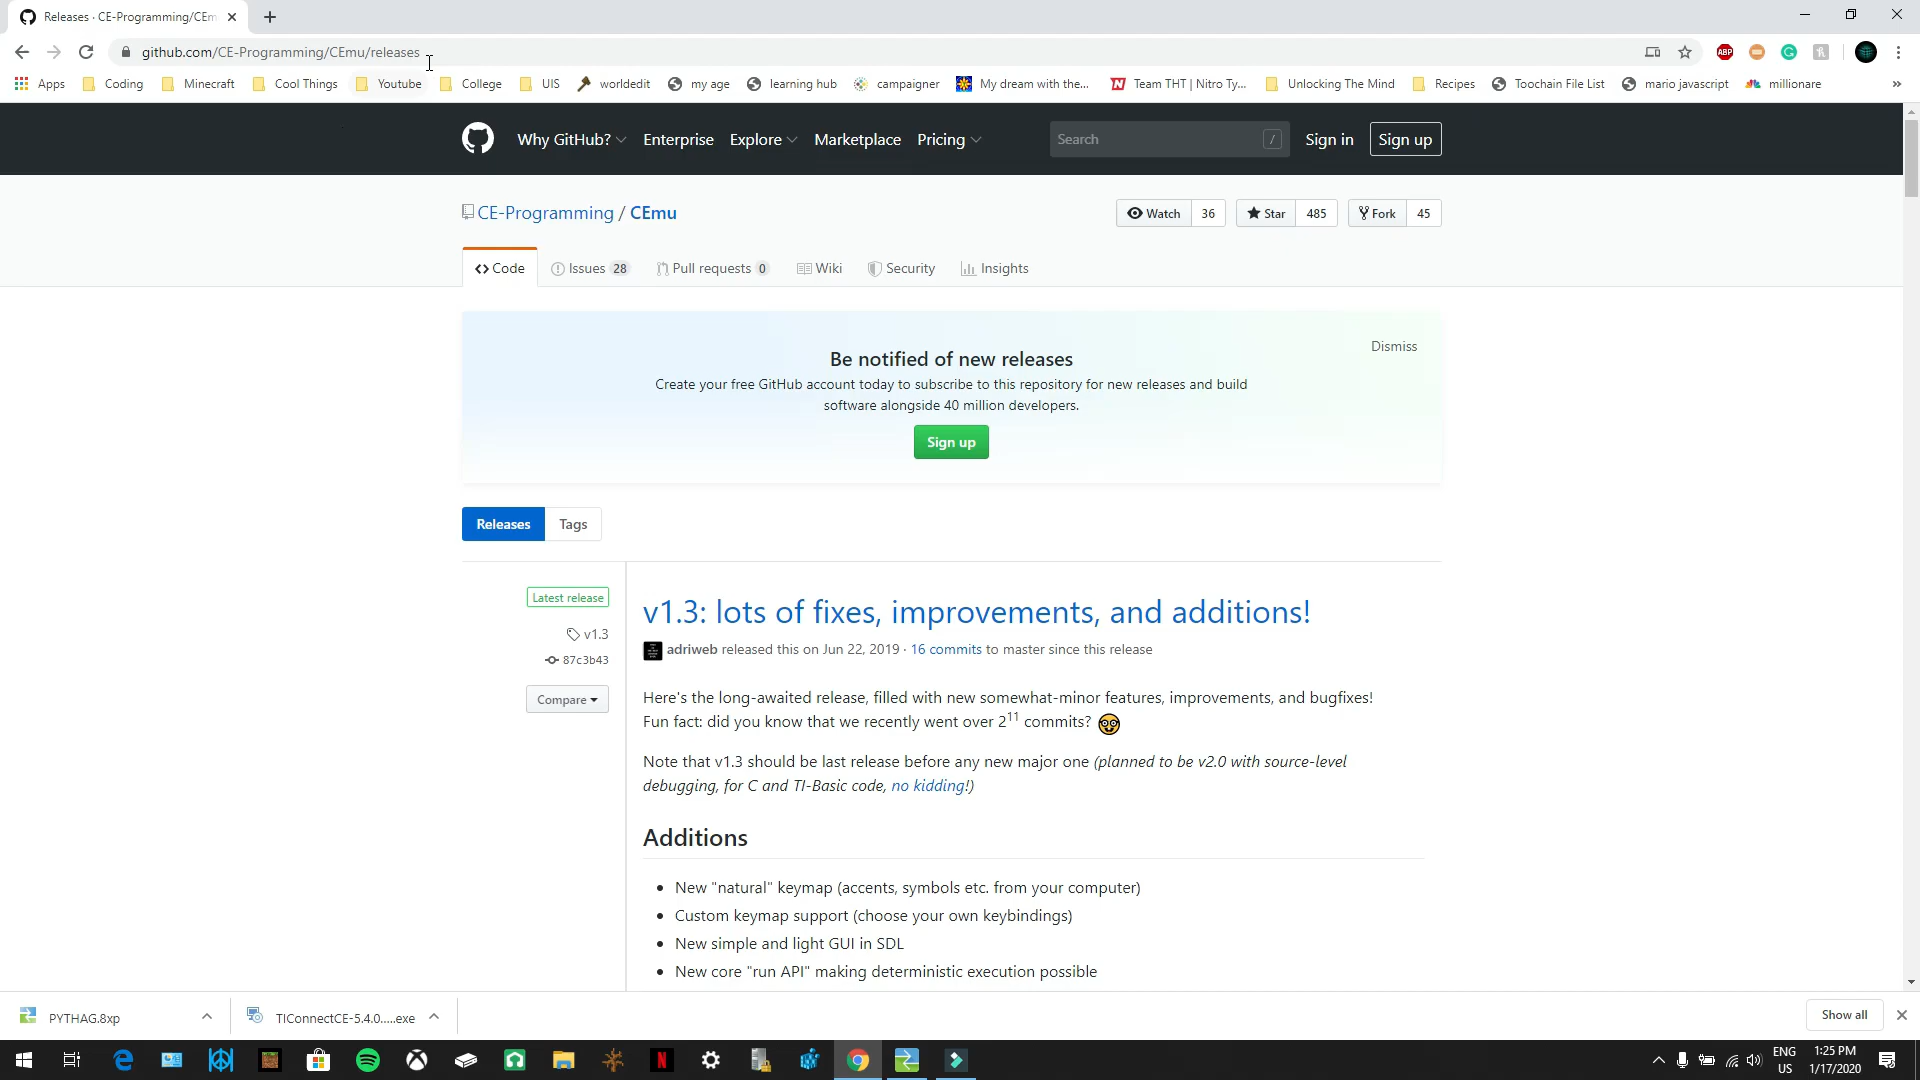 Releases · CE-Programming/CEm
github.com/CE-Programming/CEmu/releases
ABP
Apps Coding Minecraft Cool Things Youtube College UIS worldedit my age learning hub campaigner My dream with the... Team THT | Nitro Ty... Unlocking The Mind Recipes Toochain File List mario javascript millionare »
Why GitHub? Enterprise Explore Marketplace Pricing Search / Sign in Sign up
CE-Programming / CEmu Watch 36 Star 485 Fork 45
Code Issues 28 Pull requests 0 Wiki Security Insights
Be notified of new releases
Dismiss
Create your free GitHub account today to subscribe to this repository for new releases and build
software alongside 40 million developers.
Sign up
Releases Tags
Latest release
v1.3
87c3b43
Compare
v1.3: lots of fixes, improvements, and additions!
adriweb released this on Jun 22, 2019 · 16 commits to master since this release
Here's the long-awaited release, filled with new somewhat-minor features, improvements, and bugfixes!
Fun fact: did you know that we recently went over 2¹¹ commits?
Note that v1.3 should be last release before any new major one (planned to be v2.0 with source-level
debugging, for C and TI-Basic code, no kidding!)
Additions
• New "natural" keymap (accents, symbols etc. from your computer)
• Custom keymap support (choose your own keybindings)
• New simple and light GUI in SDL
• New core "run API" making deterministic execution possible
PYTHAG.8xp TIConnectCE-5.4.0.....exe Show all
ENG
US
1:25 PM
1/17/2020